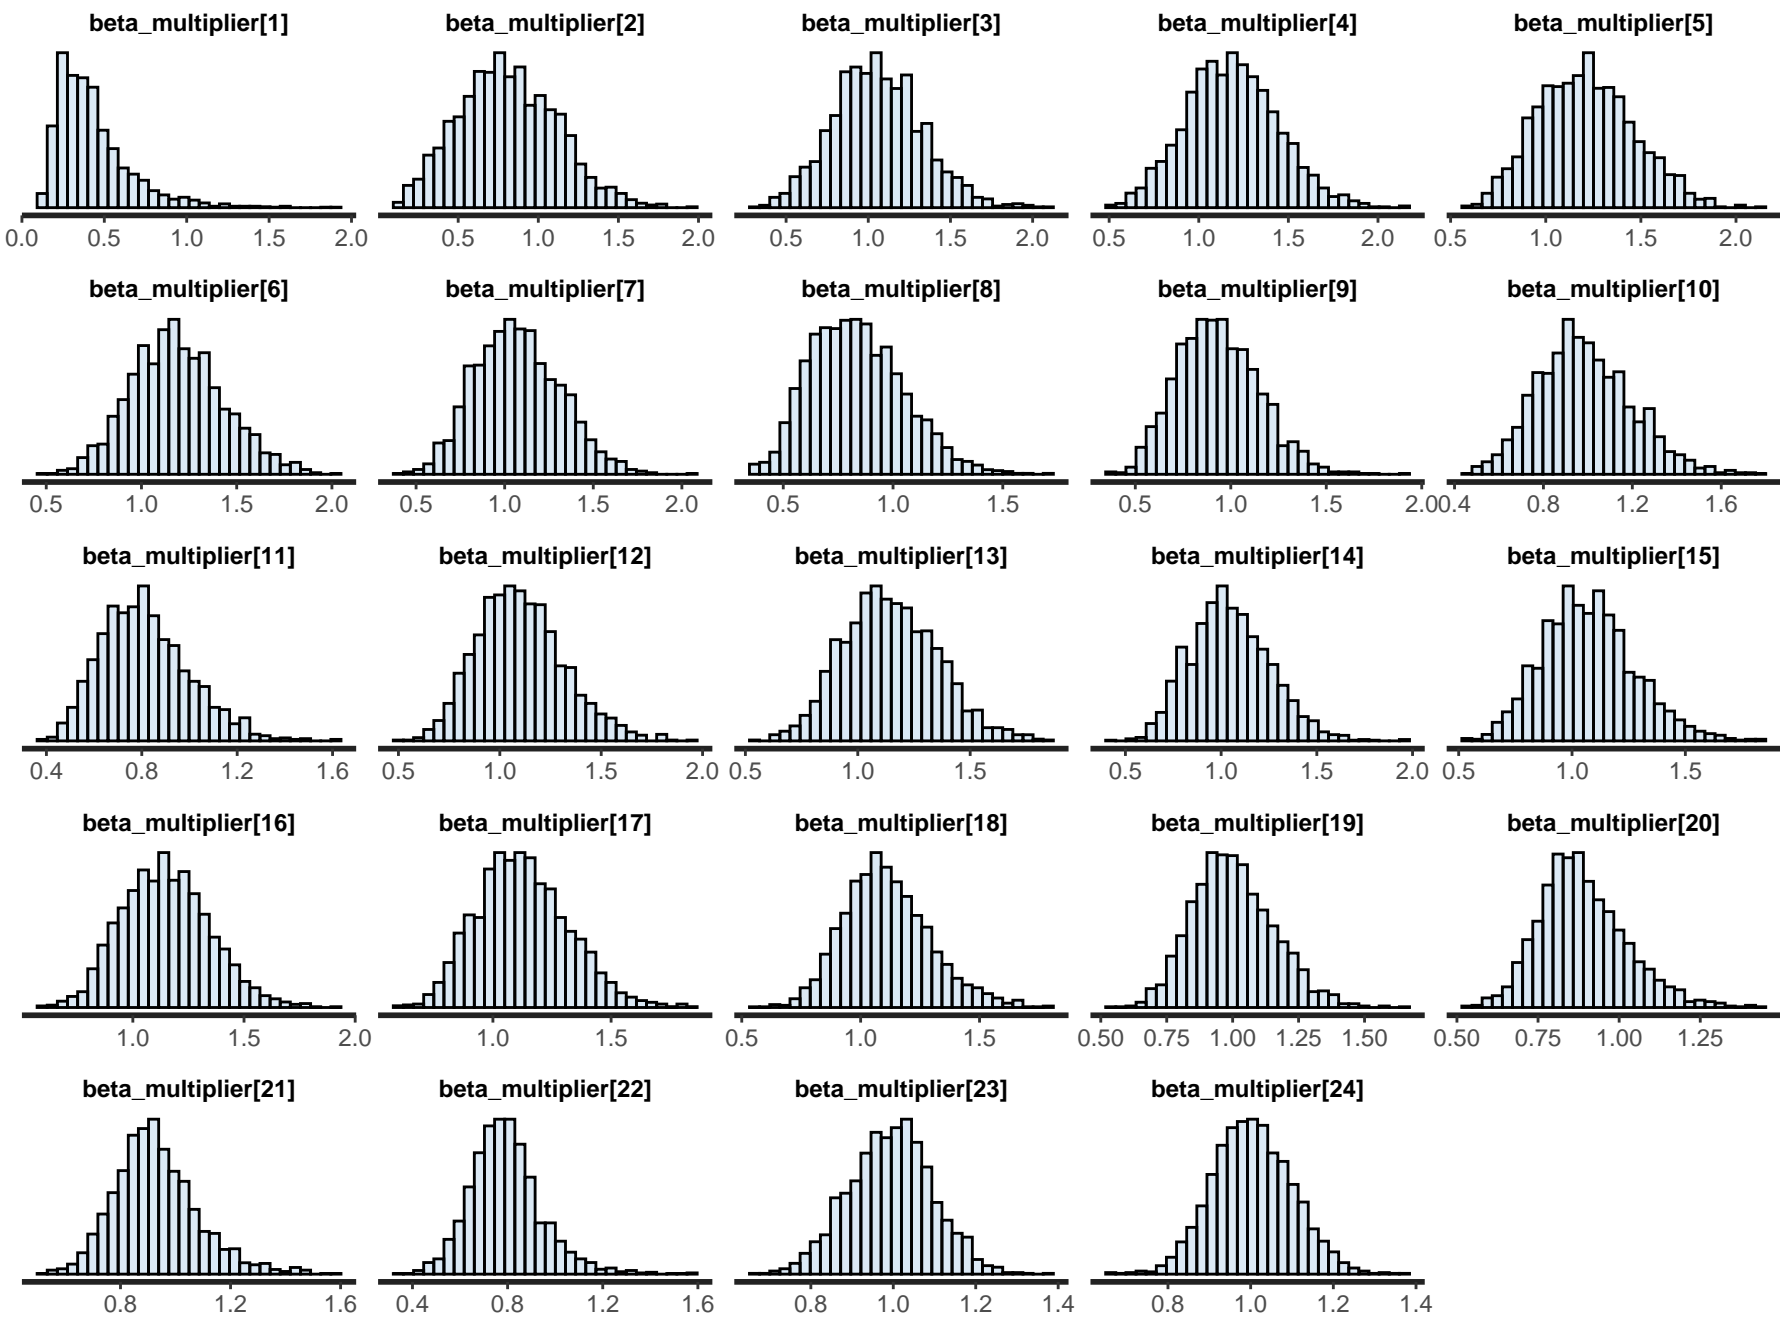 beta_multiplier[1] beta_multiplier[2] beta_multiplier[3] beta_multiplier[4] beta_multiplier[5]
0.0 0.5 1.0 1.5 2.0 0.5 1.0 1.5 2.0 0.5 1.0 1.5 2.0 0.5 1.0 1.5 2.0 0.5 1.0 1.5 2.0
beta_multiplier[6] beta_multiplier[7] beta_multiplier[8] beta_multiplier[9] beta_multiplier[10]
0.5 1.0 1.5 2.0 0.5 1.0 1.5 2.0 0.5 1.0 1.5 0.5 1.0 1.5 2.0 0.4 0.8 1.2 1.6
beta_multiplier[11] beta_multiplier[12] beta_multiplier[13] beta_multiplier[14] beta_multiplier[15]
0.4 0.8 1.2 1.6 0.5 1.0 1.5 2.0 0.5 1.0 1.5 0.5 1.0 1.5 2.0 0.5 1.0 1.5
beta_multiplier[16] beta_multiplier[17] beta_multiplier[18] beta_multiplier[19] beta_multiplier[20]
1.0 1.5 2.0 1.0 1.5 0.5 1.0 1.5 0.50 0.75 1.00 1.25 1.50 0.50 0.75 1.00 1.25
beta_multiplier[21] beta_multiplier[22] beta_multiplier[23] beta_multiplier[24]
0.8 1.2 1.6 0.4 0.8 1.2 1.6 0.8 1.0 1.2 1.4 0.8 1.0 1.2 1.4